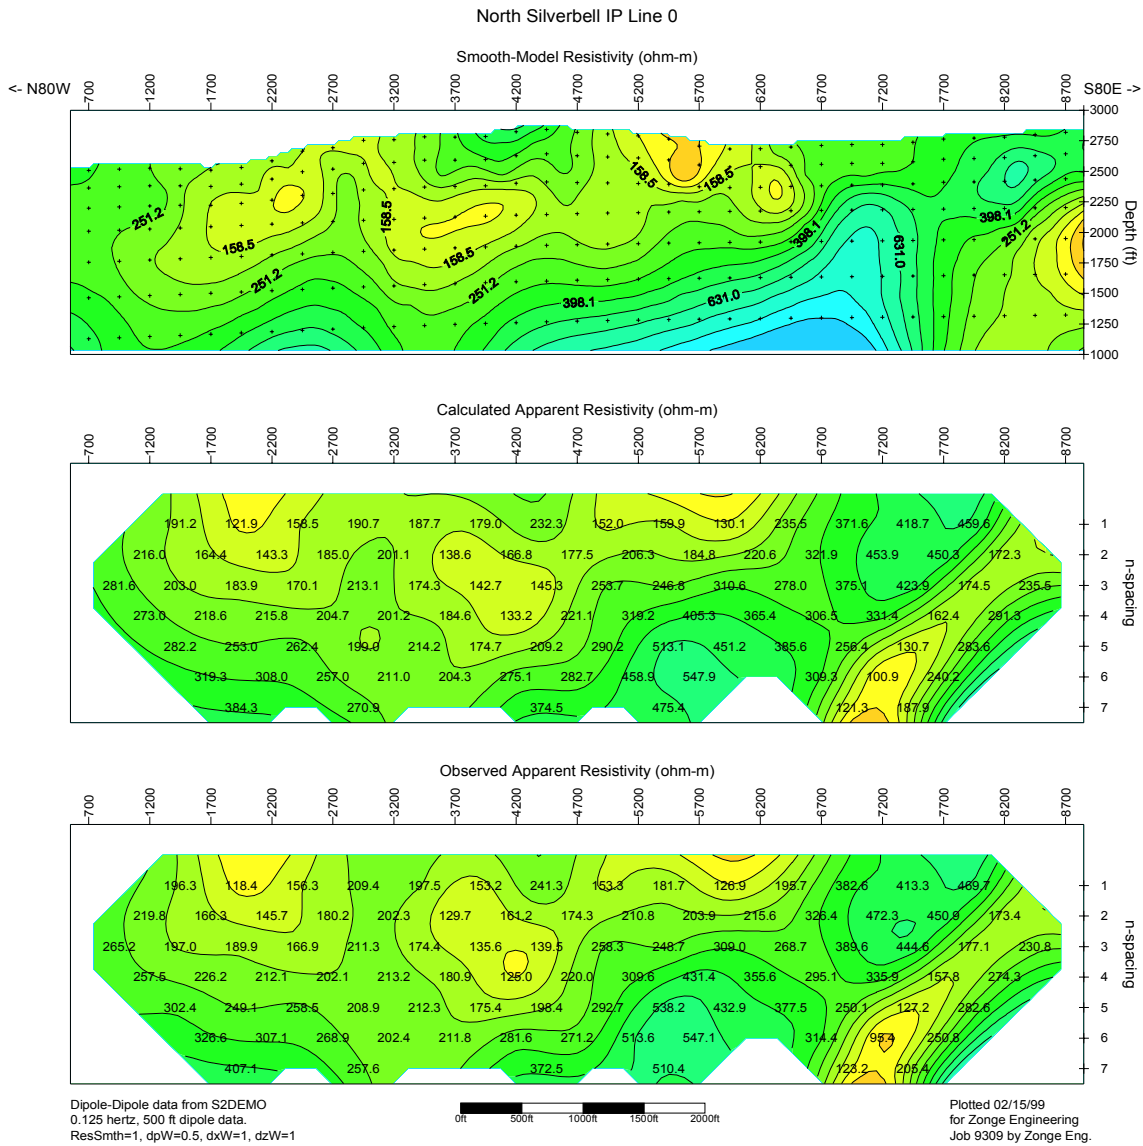 North Silverbell IP Line 0
Smooth-Model Resistivity (ohm-m)
<- N80W 700 1200 1700 2200 2700 3200 3700 4200 4700 5200 5700 6200 6700 7200 7700 8200 8700 S80E ->
3000
2750
2500
2250
2000
1750
1500
1250
1000
Depth (ft)
251.2
158.5
251.2
158.5
158.5
251.2
398.1
631.0
158.5
158.5
398.1
631.0
398.1
251.2
Calculated Apparent Resistivity (ohm-m)
700 1200 1700 2200 2700 3200 3700 4200 4700 5200 5700 6200 6700 7200 7700 8200 8700
191.2 121.9 158.5 190.7 187.7 179.0 232.3 152.0 159.9 130.1 235.5 371.6 418.7 459.6 1
216.0 164.4 143.3 185.0 201.1 138.6 166.8 177.5 206.3 184.8 220.6 321.9 453.9 450.3 172.3 2
281.6 203.0 183.9 170.1 213.1 174.3 142.7 145.3 253.7 246.8 310.6 278.0 375.1 423.9 174.5 235.5 3
273.0 218.6 215.8 204.7 201.2 184.6 133.2 221.1 319.2 405.3 365.4 306.5 331.4 162.4 291.3 4
282.2 253.0 262.4 199.0 214.2 174.7 209.2 290.2 513.1 451.2 385.6 256.4 130.7 283.6 5
319.3 308.0 257.0 211.0 204.3 275.1 282.7 458.9 547.9 309.3 100.9 240.2 6
384.3 270.9 374.5 475.4 121.3 187.9 7
n-spacing
Observed Apparent Resistivity (ohm-m)
700 1200 1700 2200 2700 3200 3700 4200 4700 5200 5700 6200 6700 7200 7700 8200 8700
196.3 118.4 156.3 209.4 197.5 153.2 241.3 153.3 181.7 126.9 195.7 382.6 413.3 469.7 1
219.8 166.3 145.7 180.2 202.3 129.7 161.2 174.3 210.8 203.9 215.6 326.4 472.3 450.9 173.4 2
265.2 197.0 189.9 166.9 211.3 174.4 135.6 139.5 258.3 248.7 309.0 268.7 389.6 444.6 177.1 230.8 3
257.5 226.2 212.1 202.1 213.2 180.9 125.0 220.0 309.6 431.4 355.6 295.1 335.9 157.8 274.3 4
302.4 249.1 258.5 208.9 212.3 175.4 198.4 292.7 538.2 432.9 377.5 250.1 127.2 282.6 5
326.6 307.1 268.9 202.4 211.8 281.6 271.2 513.6 547.1 314.4 95.4 250.8 6
407.1 257.6 372.5 510.4 123.2 205.4 7
n-spacing
Dipole-Dipole data from S2DEMO
0.125 hertz, 500 ft dipole data.
ResSmth=1, dpW=0.5, dxW=1, dzW=1
0ft 500ft 1000ft 1500ft 2000ft
Plotted 02/15/99
for Zonge Engineering
Job 9309 by Zonge Eng.